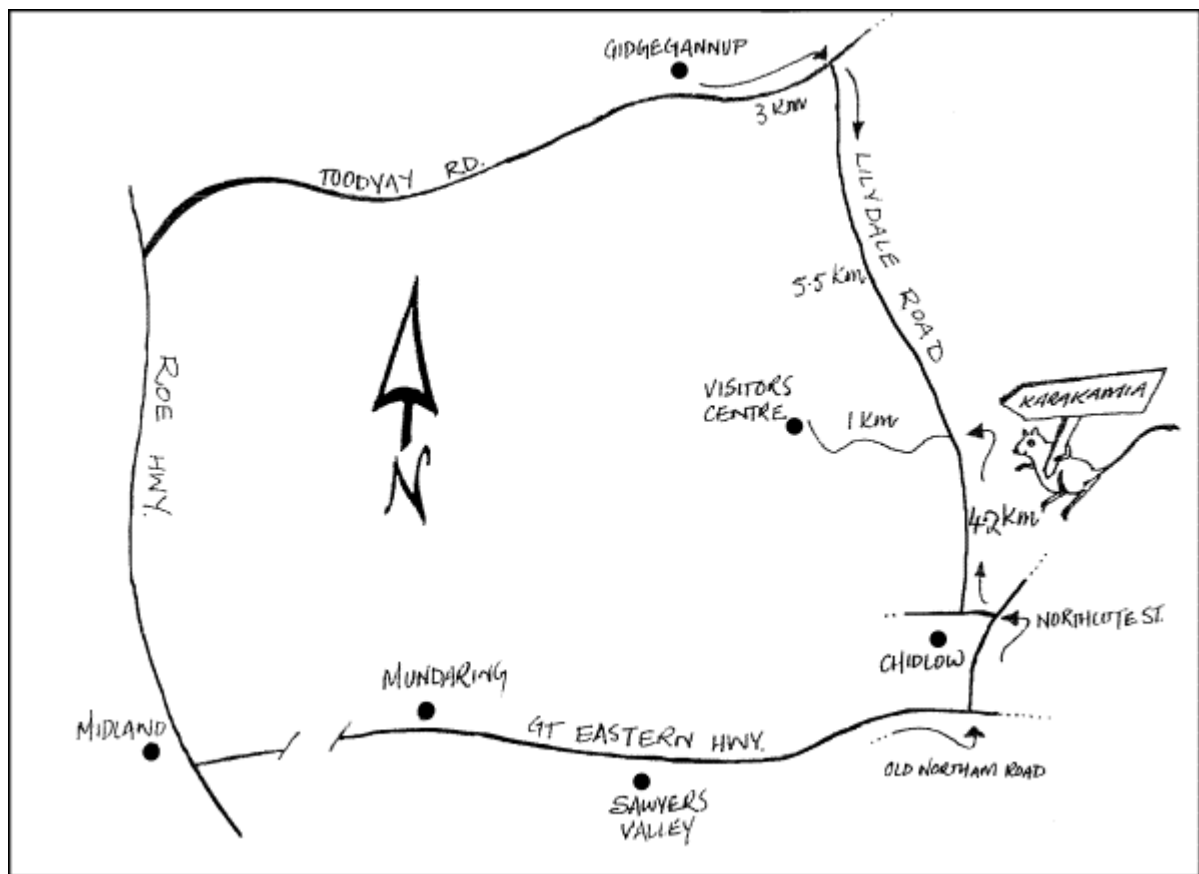 GIDGEGANNUP
3 Km
TOODYAY RD.
LILYDALE ROAD
5.5 Km
ROE HWY.
VISITORS
CENTRE
1 Km
KARAKAMIA
N
4.2 Km
NORTHCOTE ST.
CHIDLOW
MUNDARING
MIDLAND
GT EASTERN HWY.
OLD NORTHAM ROAD
SAWYERS
VALLEY